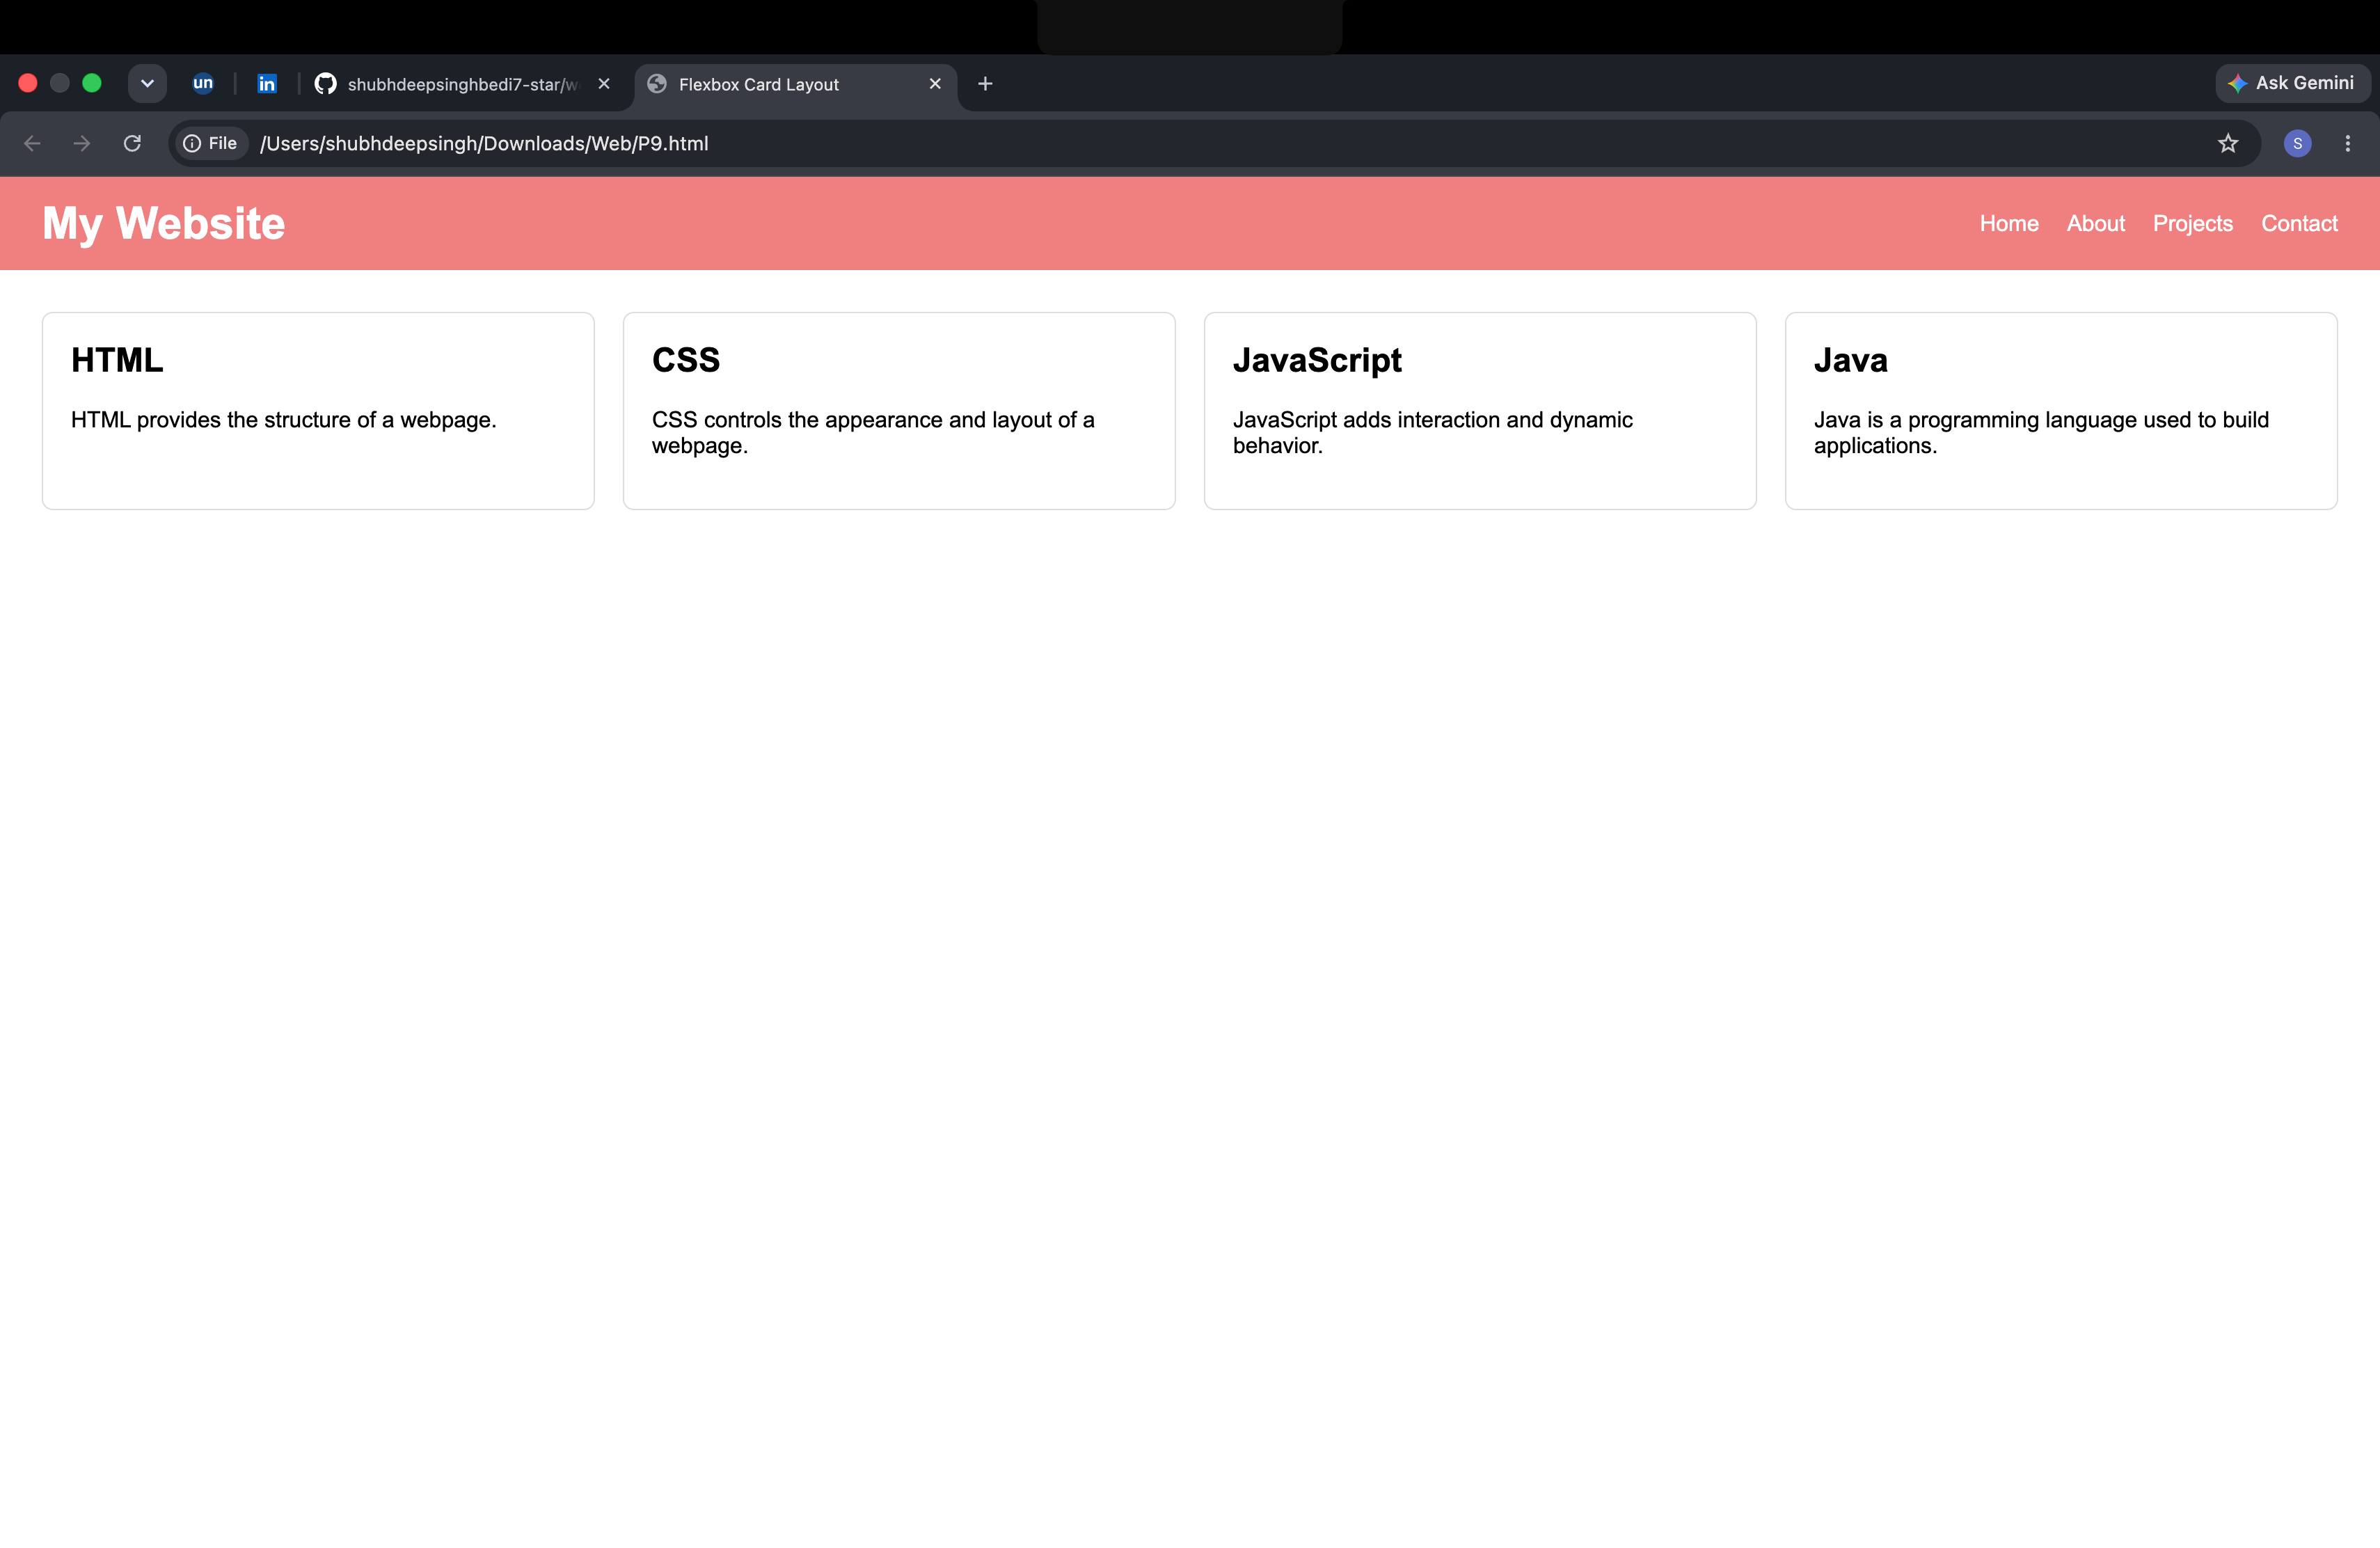 un
in
shubhdeepsinghbedi7-star/w
Flexbox Card Layout
Ask Gemini
File
/Users/shubhdeepsingh/Downloads/Web/P9.html
S
My Website
Home About Projects Contact
HTML
HTML provides the structure of a webpage.
CSS
CSS controls the appearance and layout of a
webpage.
JavaScript
JavaScript adds interaction and dynamic
behavior.
Java
Java is a programming language used to build
applications.